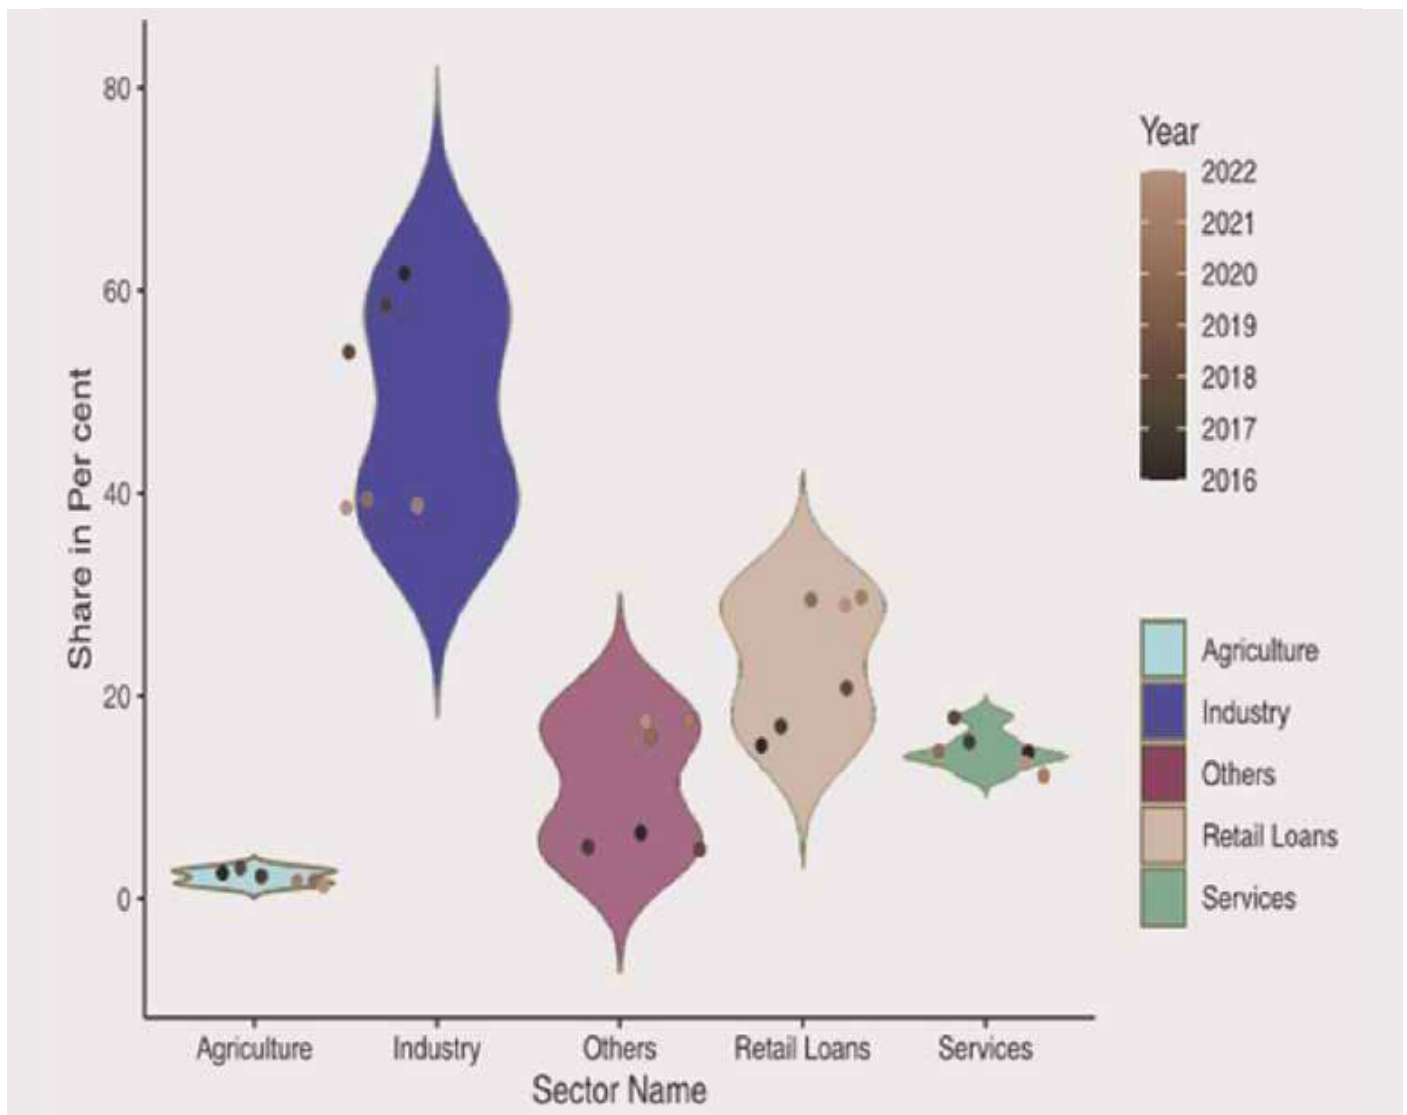 80
60
40
20
0
Share in Per cent
Agriculture
Industry
Others
Retail Loans
Services
Sector Name
Year
2022
2021
2020
2019
2018
2017
2016
Agriculture
Industry
Others
Retail Loans
Services